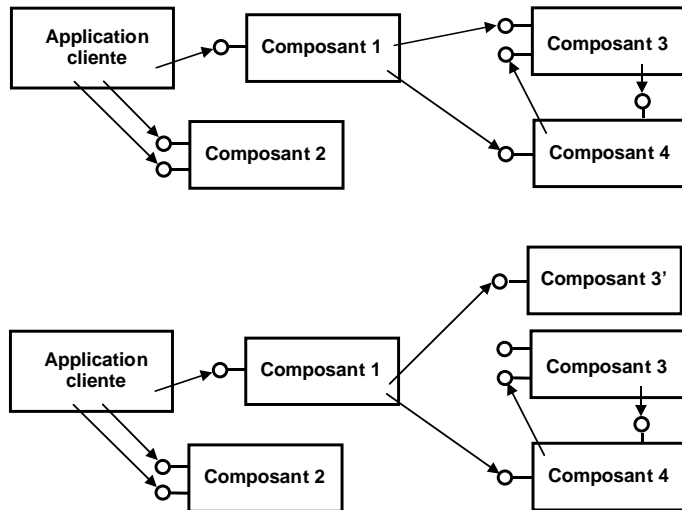 Application
cliente
Composant 1
Composant 3
Composant 2
Composant 4
Composant 3’
Application
cliente
Composant 1
Composant 3
Composant 2
Composant 4